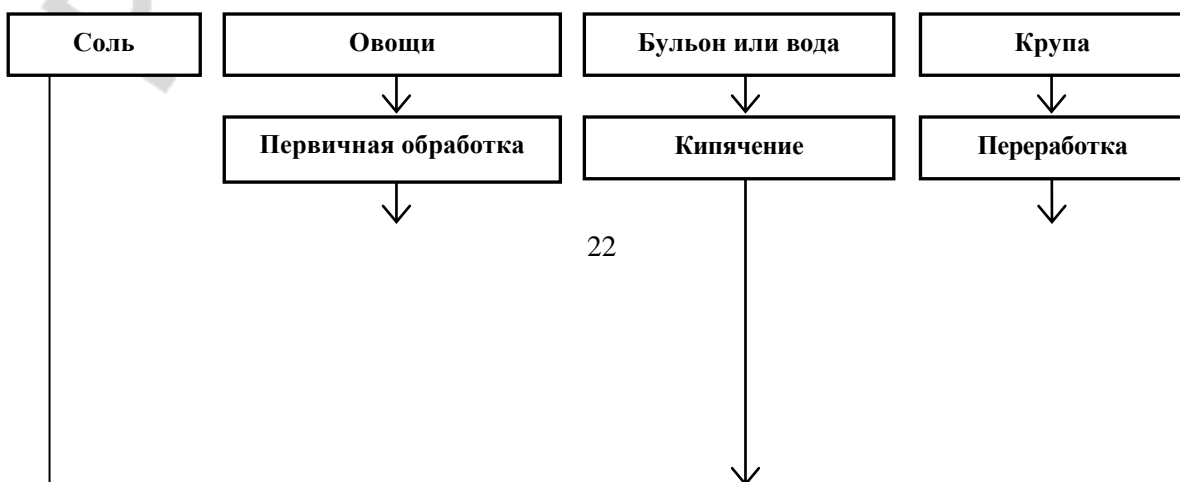 Соль
Овощи
Бульон или вода
Крупа
Первичная обработка
Кипячение
Переработка
22